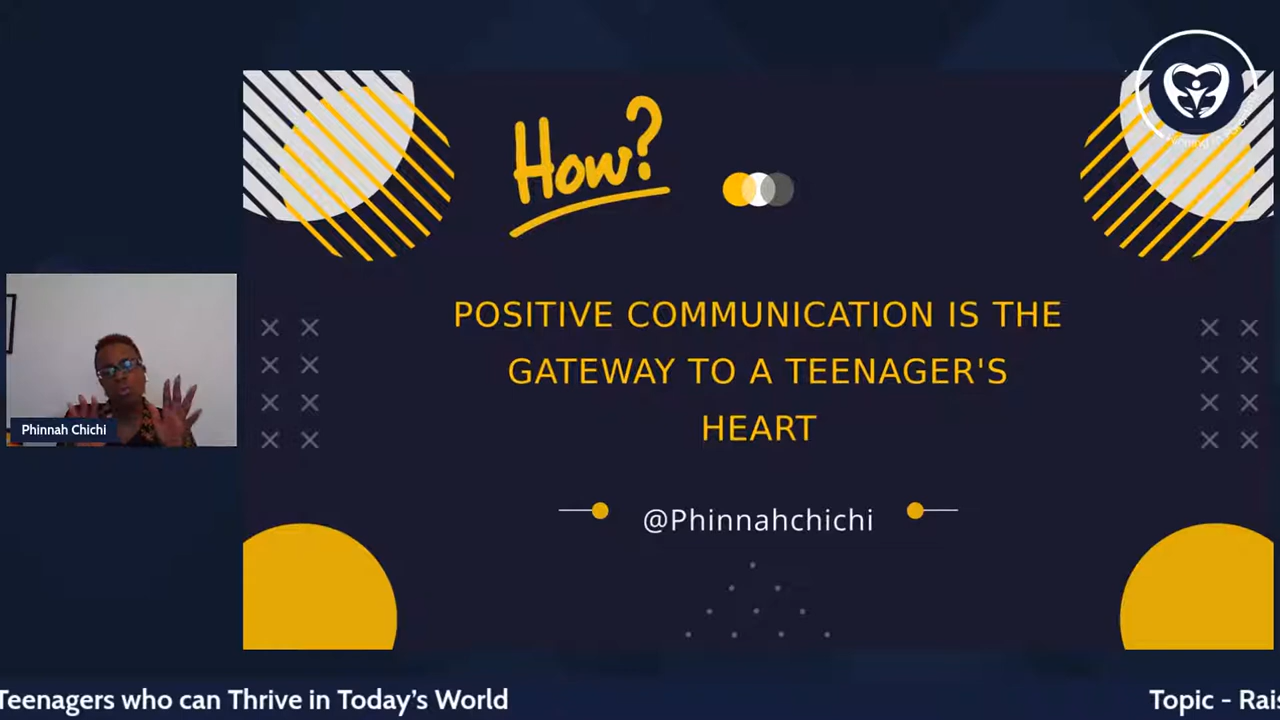 How?
POSITIVE COMMUNICATION IS THE
GATEWAY TO A TEENAGER'S
HEART
@Phinnahchichi
Phinnah Chichi
Teenagers who can Thrive in Today’s World
Topic - Rais